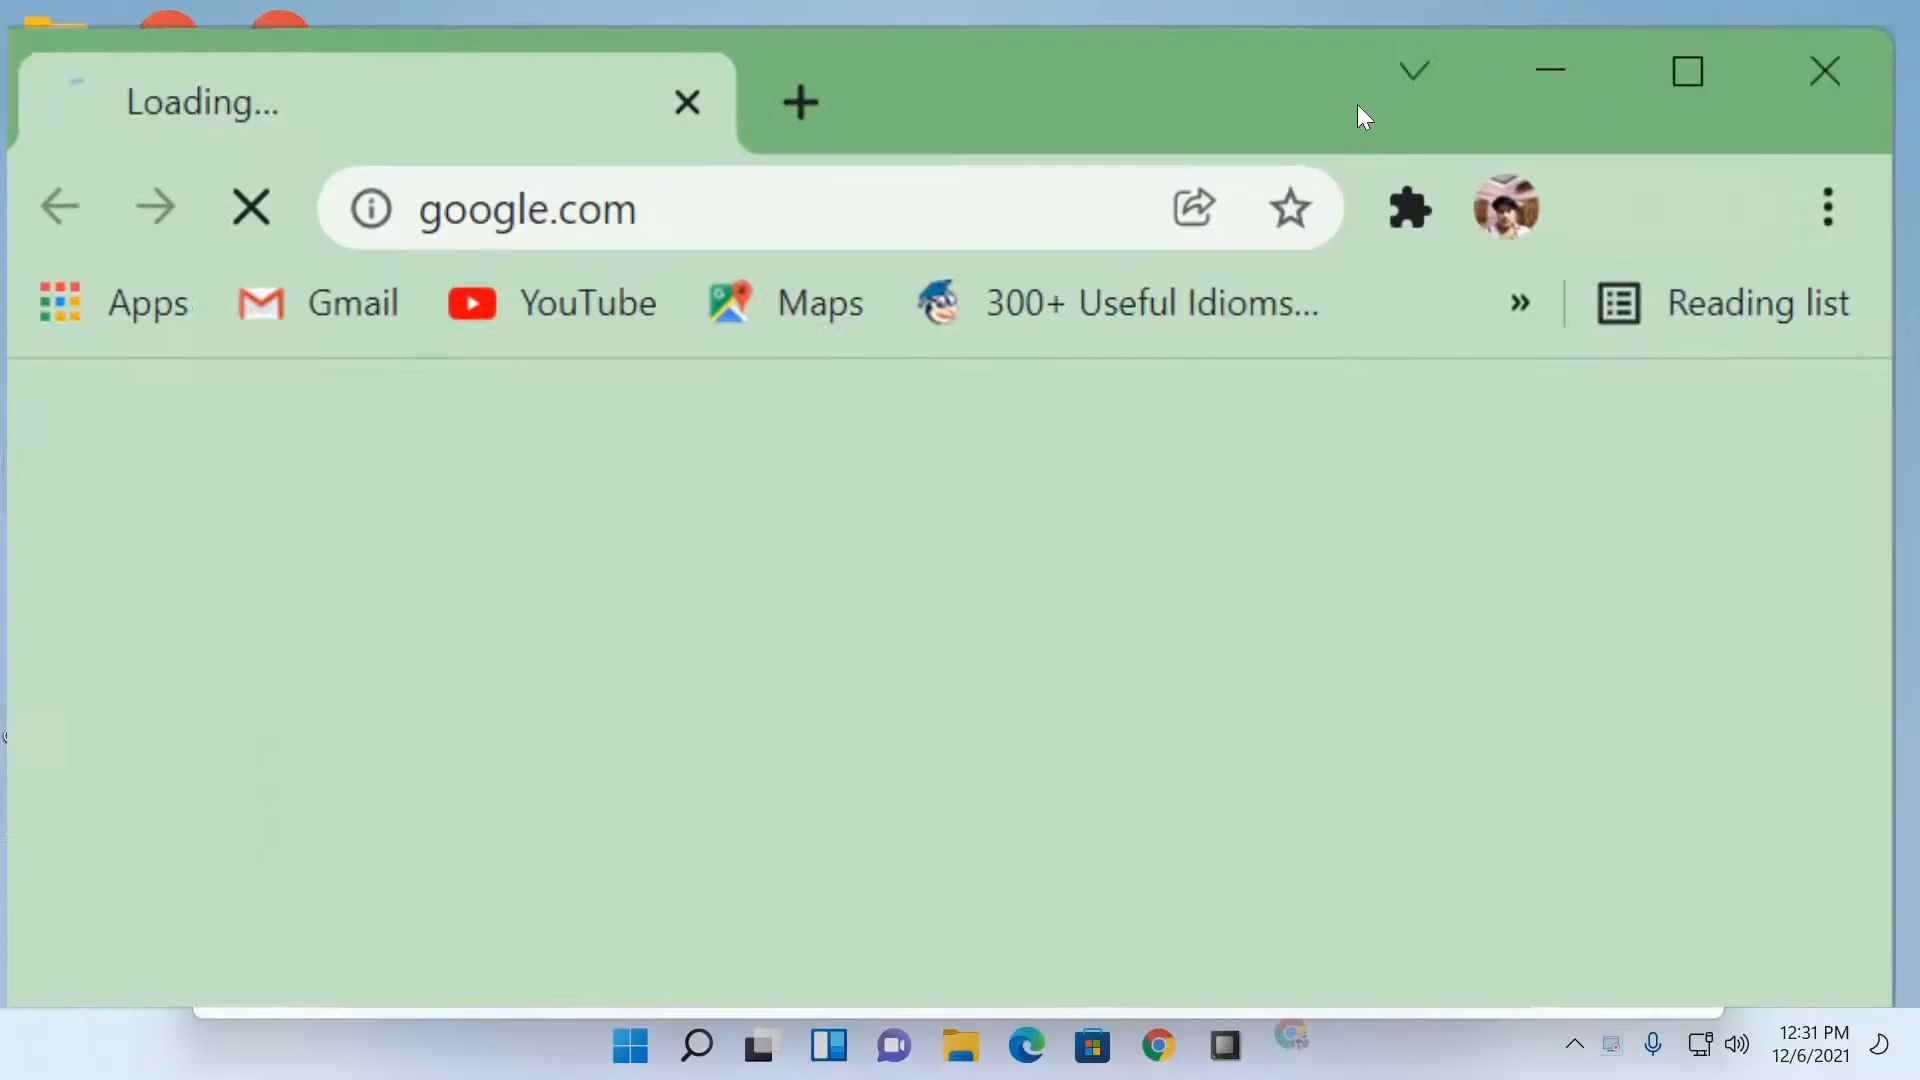 Loading...
google.com
Apps
Gmail
YouTube
Maps
300+ Useful Idioms...
Reading list
12:31 PM
12/6/2021